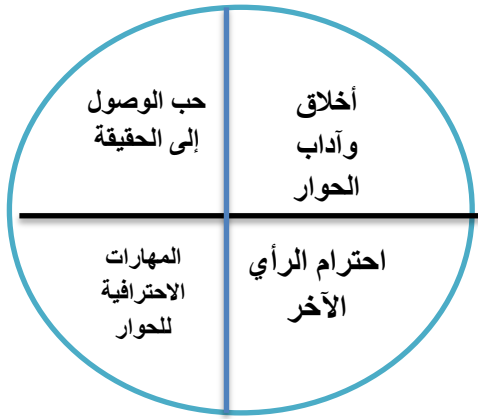 أخلاق
وآداب
الحوار
حب الوصول
إلى الحقيقة
احترام الرأي
الآخر
المهارات
الاحترافية
للحوار